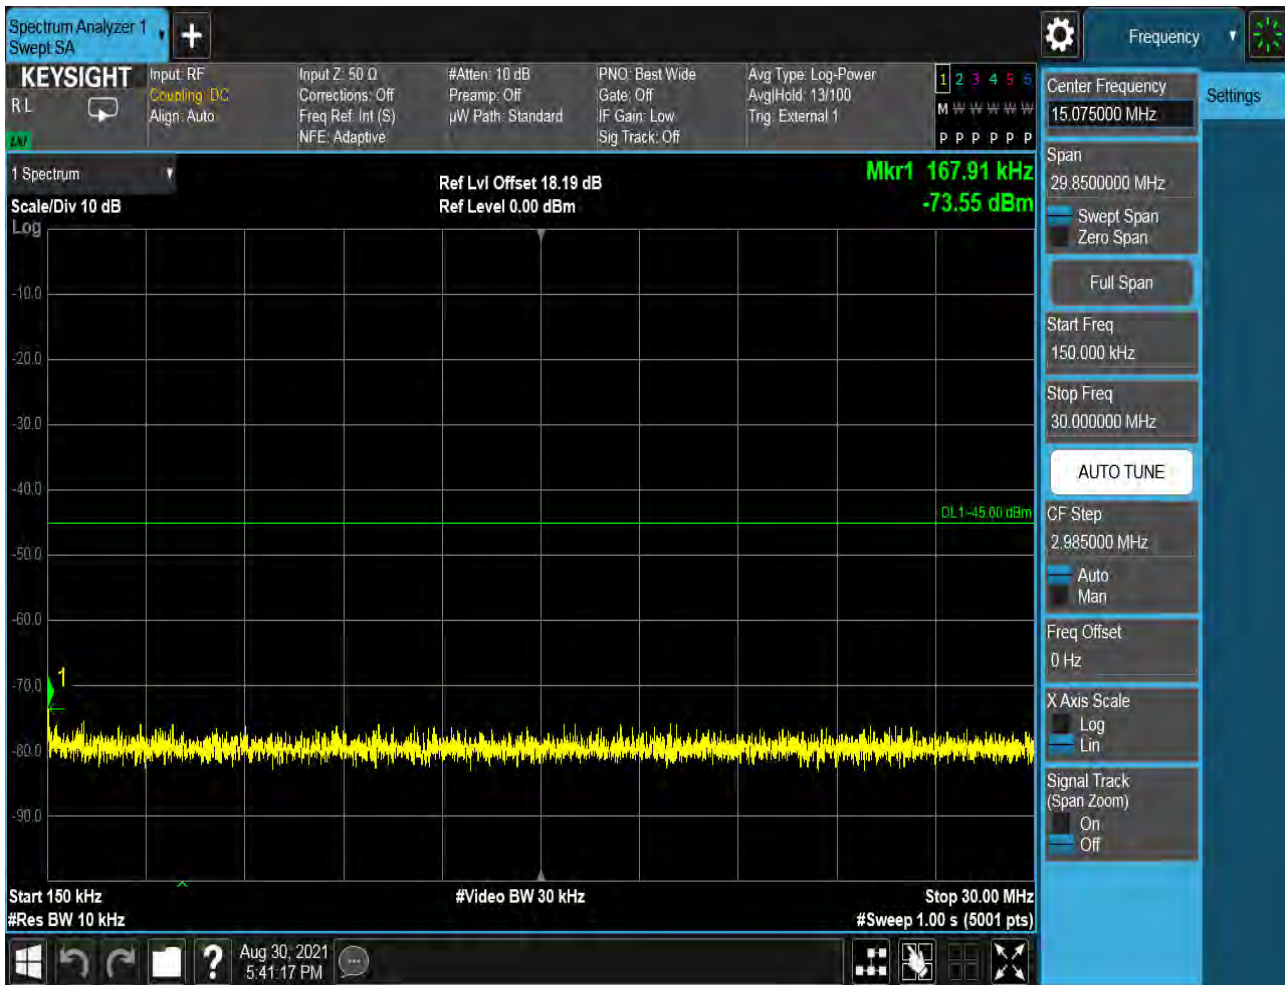 Spectrum Analyzer 1
Swept SA
Frequency
KEYSIGHT
R L
LNI
Input: RF
Coupling: DC
Align: Auto
Input Z: 50 Ω
Corrections: Off
Freq Ref: Int (S)
NFE: Adaptive
#Atten: 10 dB
Preamp: Off
µW Path: Standard
PNO: Best Wide
Gate: Off
IF Gain: Low
Sig Track: Off
Avg Type: Log-Power
Avg|Hold: 13/100
Trig: External 1
1 2 3 4 5 6
M W W W W W
P P P P P P
1 Spectrum
Scale/Div 10 dB
Ref Lvl Offset 18.19 dB
Ref Level 0.00 dBm
Mkr1 167.91 kHz
-73.55 dBm
Log
-10.0
-20.0
-30.0
-40.0
DL1 -45.00 dBm
-50.0
-60.0
-70.0
1
-80.0
-90.0
Start 150 kHz
#Video BW 30 kHz
Stop 30.00 MHz
#Res BW 10 kHz
#Sweep 1.00 s (5001 pts)
?
Aug 30, 2021
5:41:17 PM
Center Frequency
15.075000 MHz
Settings
Span
29.8500000 MHz
Swept Span
Zero Span
Full Span
Start Freq
150.000 kHz
Stop Freq
30.000000 MHz
AUTO TUNE
CF Step
2.985000 MHz
Auto
Man
Freq Offset
0 Hz
X Axis Scale
Log
Lin
Signal Track
(Span Zoom)
On
Off